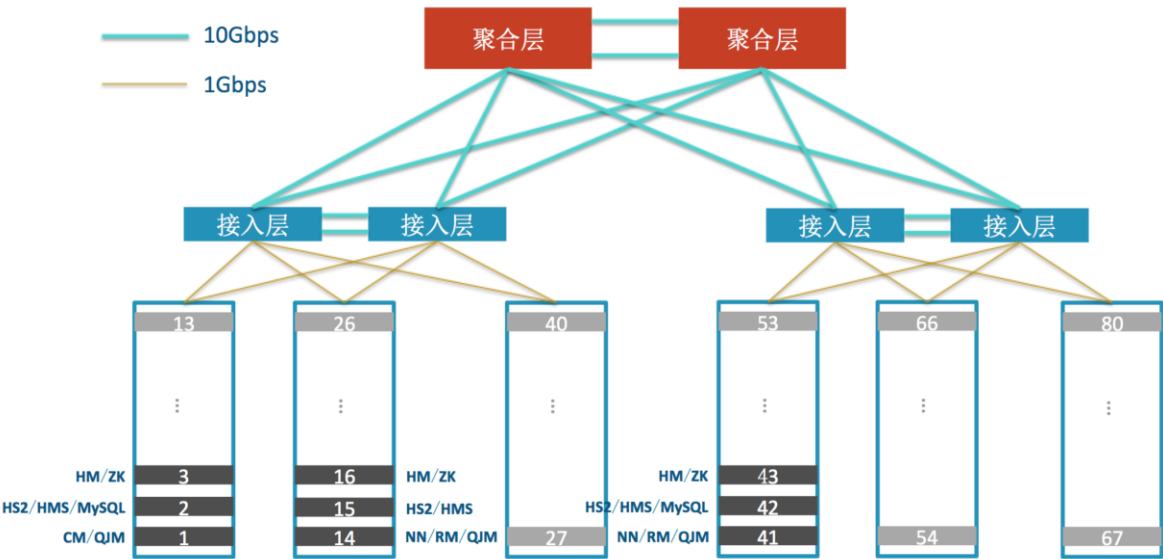 10Gbps
1Gbps
聚合层
聚合层
接入层
接入层
接入层
接入层
13
26
40
53
66
80
...
...
...
...
...
...
HM/ZK
3
16
HM/ZK
HM/ZK
43
HS2/HMS/MySQL
2
15
HS2/HMS
HS2/HMS/MySQL
42
CM/QJM
1
14
NN/RM/QJM
27
NN/RM/QJM
41
54
67